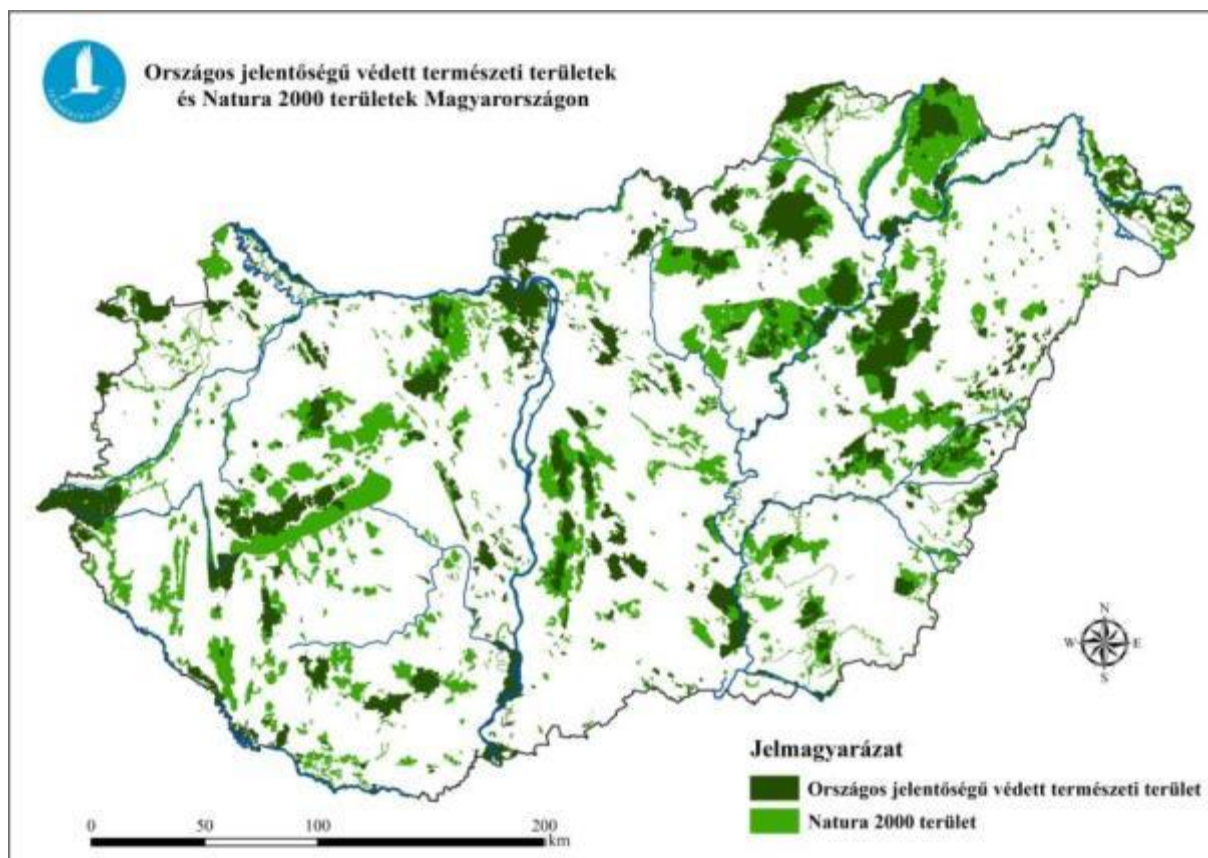 Országos jelentőségű védett természeti területek
és Natura 2000 területek Magyarországon
N
W
E
S
Jelmagyarázat
Országos jelentőségű védett természeti terület
Natura 2000 terület
0
50
100
200
km